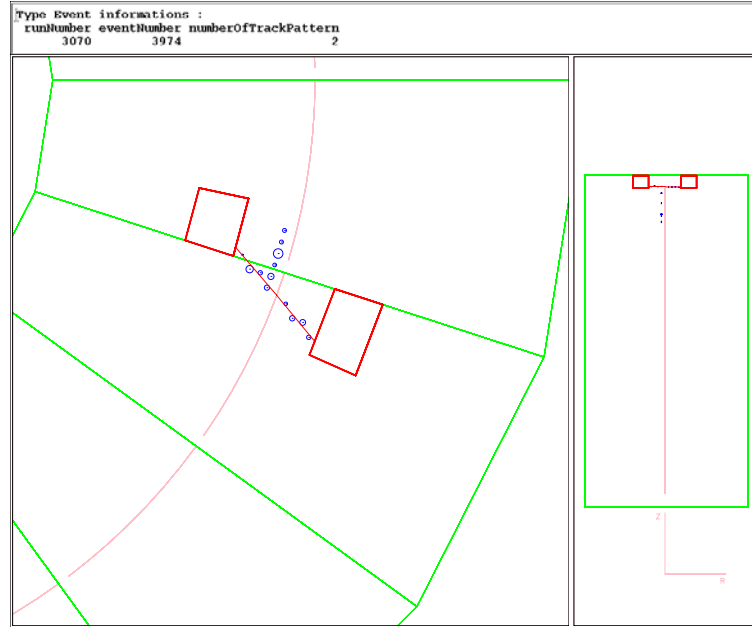 Type Event informations :
runNumber eventNumber numberOfTrackPattern
3070 3974 2
Z
R